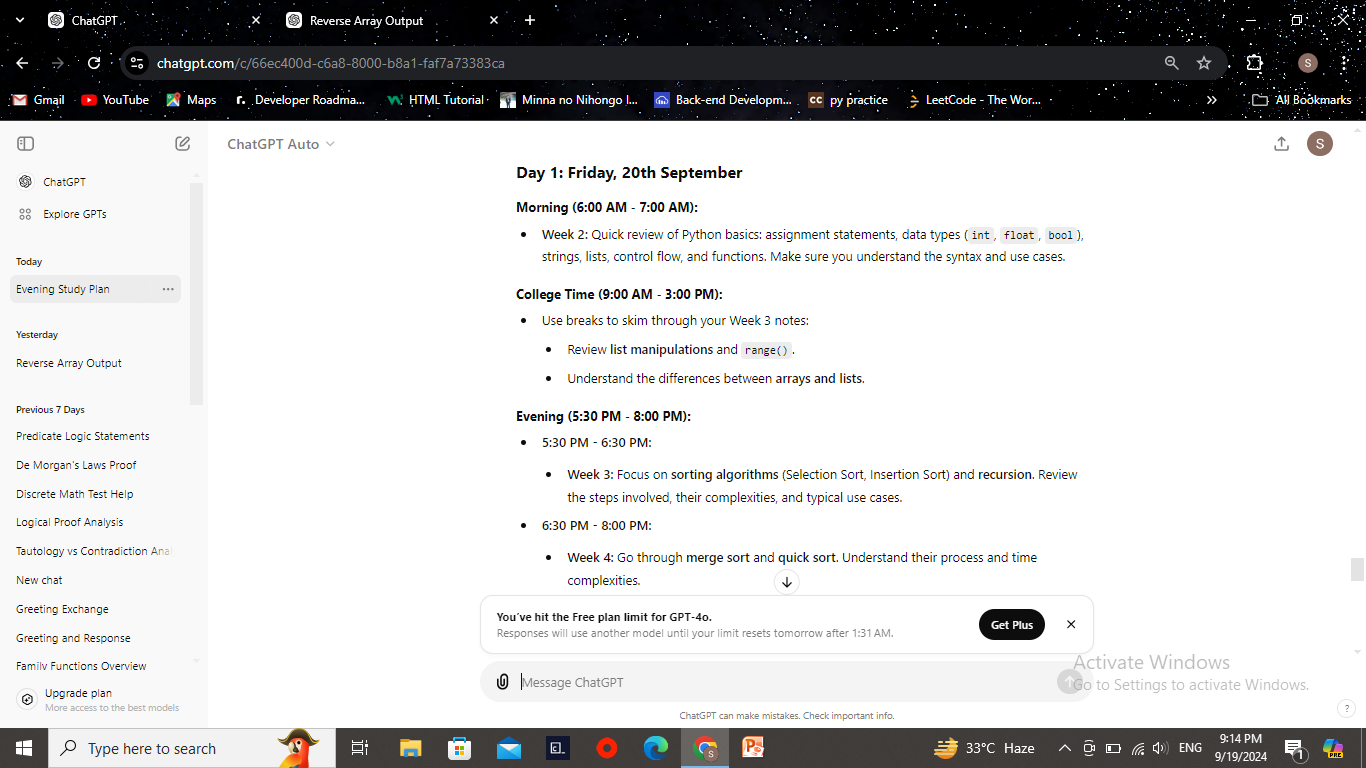 ChatGPT
Reverse Array Output
chatgpt.com/c/66ec400d-c6a8-8000-b8a1-faf7a73383ca
S
Gmail
YouTube
Maps
Developer Roadma...
HTML Tutorial
Minna no Nihongo I...
Back-end Developm...
CC py practice
LeetCode - The Wor...
All Bookmarks
ChatGPT
Explore GPTs
Today
Evening Study Plan
Yesterday
Reverse Array Output
Previous 7 Days
Predicate Logic Statements
De Morgan's Laws Proof
Discrete Math Test Help
Logical Proof Analysis
Tautology vs Contradiction Anal
New chat
Greeting Exchange
Greeting and Response
Family Functions Overview
Upgrade plan
More access to the best models
ChatGPT Auto
S
Day 1: Friday, 20th September
Morning (6:00 AM - 7:00 AM):
• Week 2: Quick review of Python basics: assignment statements, data types ( int , float , bool ),
strings, lists, control flow, and functions. Make sure you understand the syntax and use cases.
College Time (9:00 AM - 3:00 PM):
• Use breaks to skim through your Week 3 notes:
• Review list manipulations and range() .
• Understand the differences between arrays and lists.
Evening (5:30 PM - 8:00 PM):
• 5:30 PM - 6:30 PM:
• Week 3: Focus on sorting algorithms (Selection Sort, Insertion Sort) and recursion. Review
the steps involved, their complexities, and typical use cases.
• 6:30 PM - 8:00 PM:
• Week 4: Go through merge sort and quick sort. Understand their process and time
complexities.
You've hit the Free plan limit for GPT-4o.
Responses will use another model until your limit resets tomorrow after 1:31 AM.
Get Plus
Message ChatGPT
ChatGPT can make mistakes. Check important info.
?
Activate Windows
Go to Settings to activate Windows.
Type here to search
33°C Haze
ENG
9:14 PM
9/19/2024
1
PRE